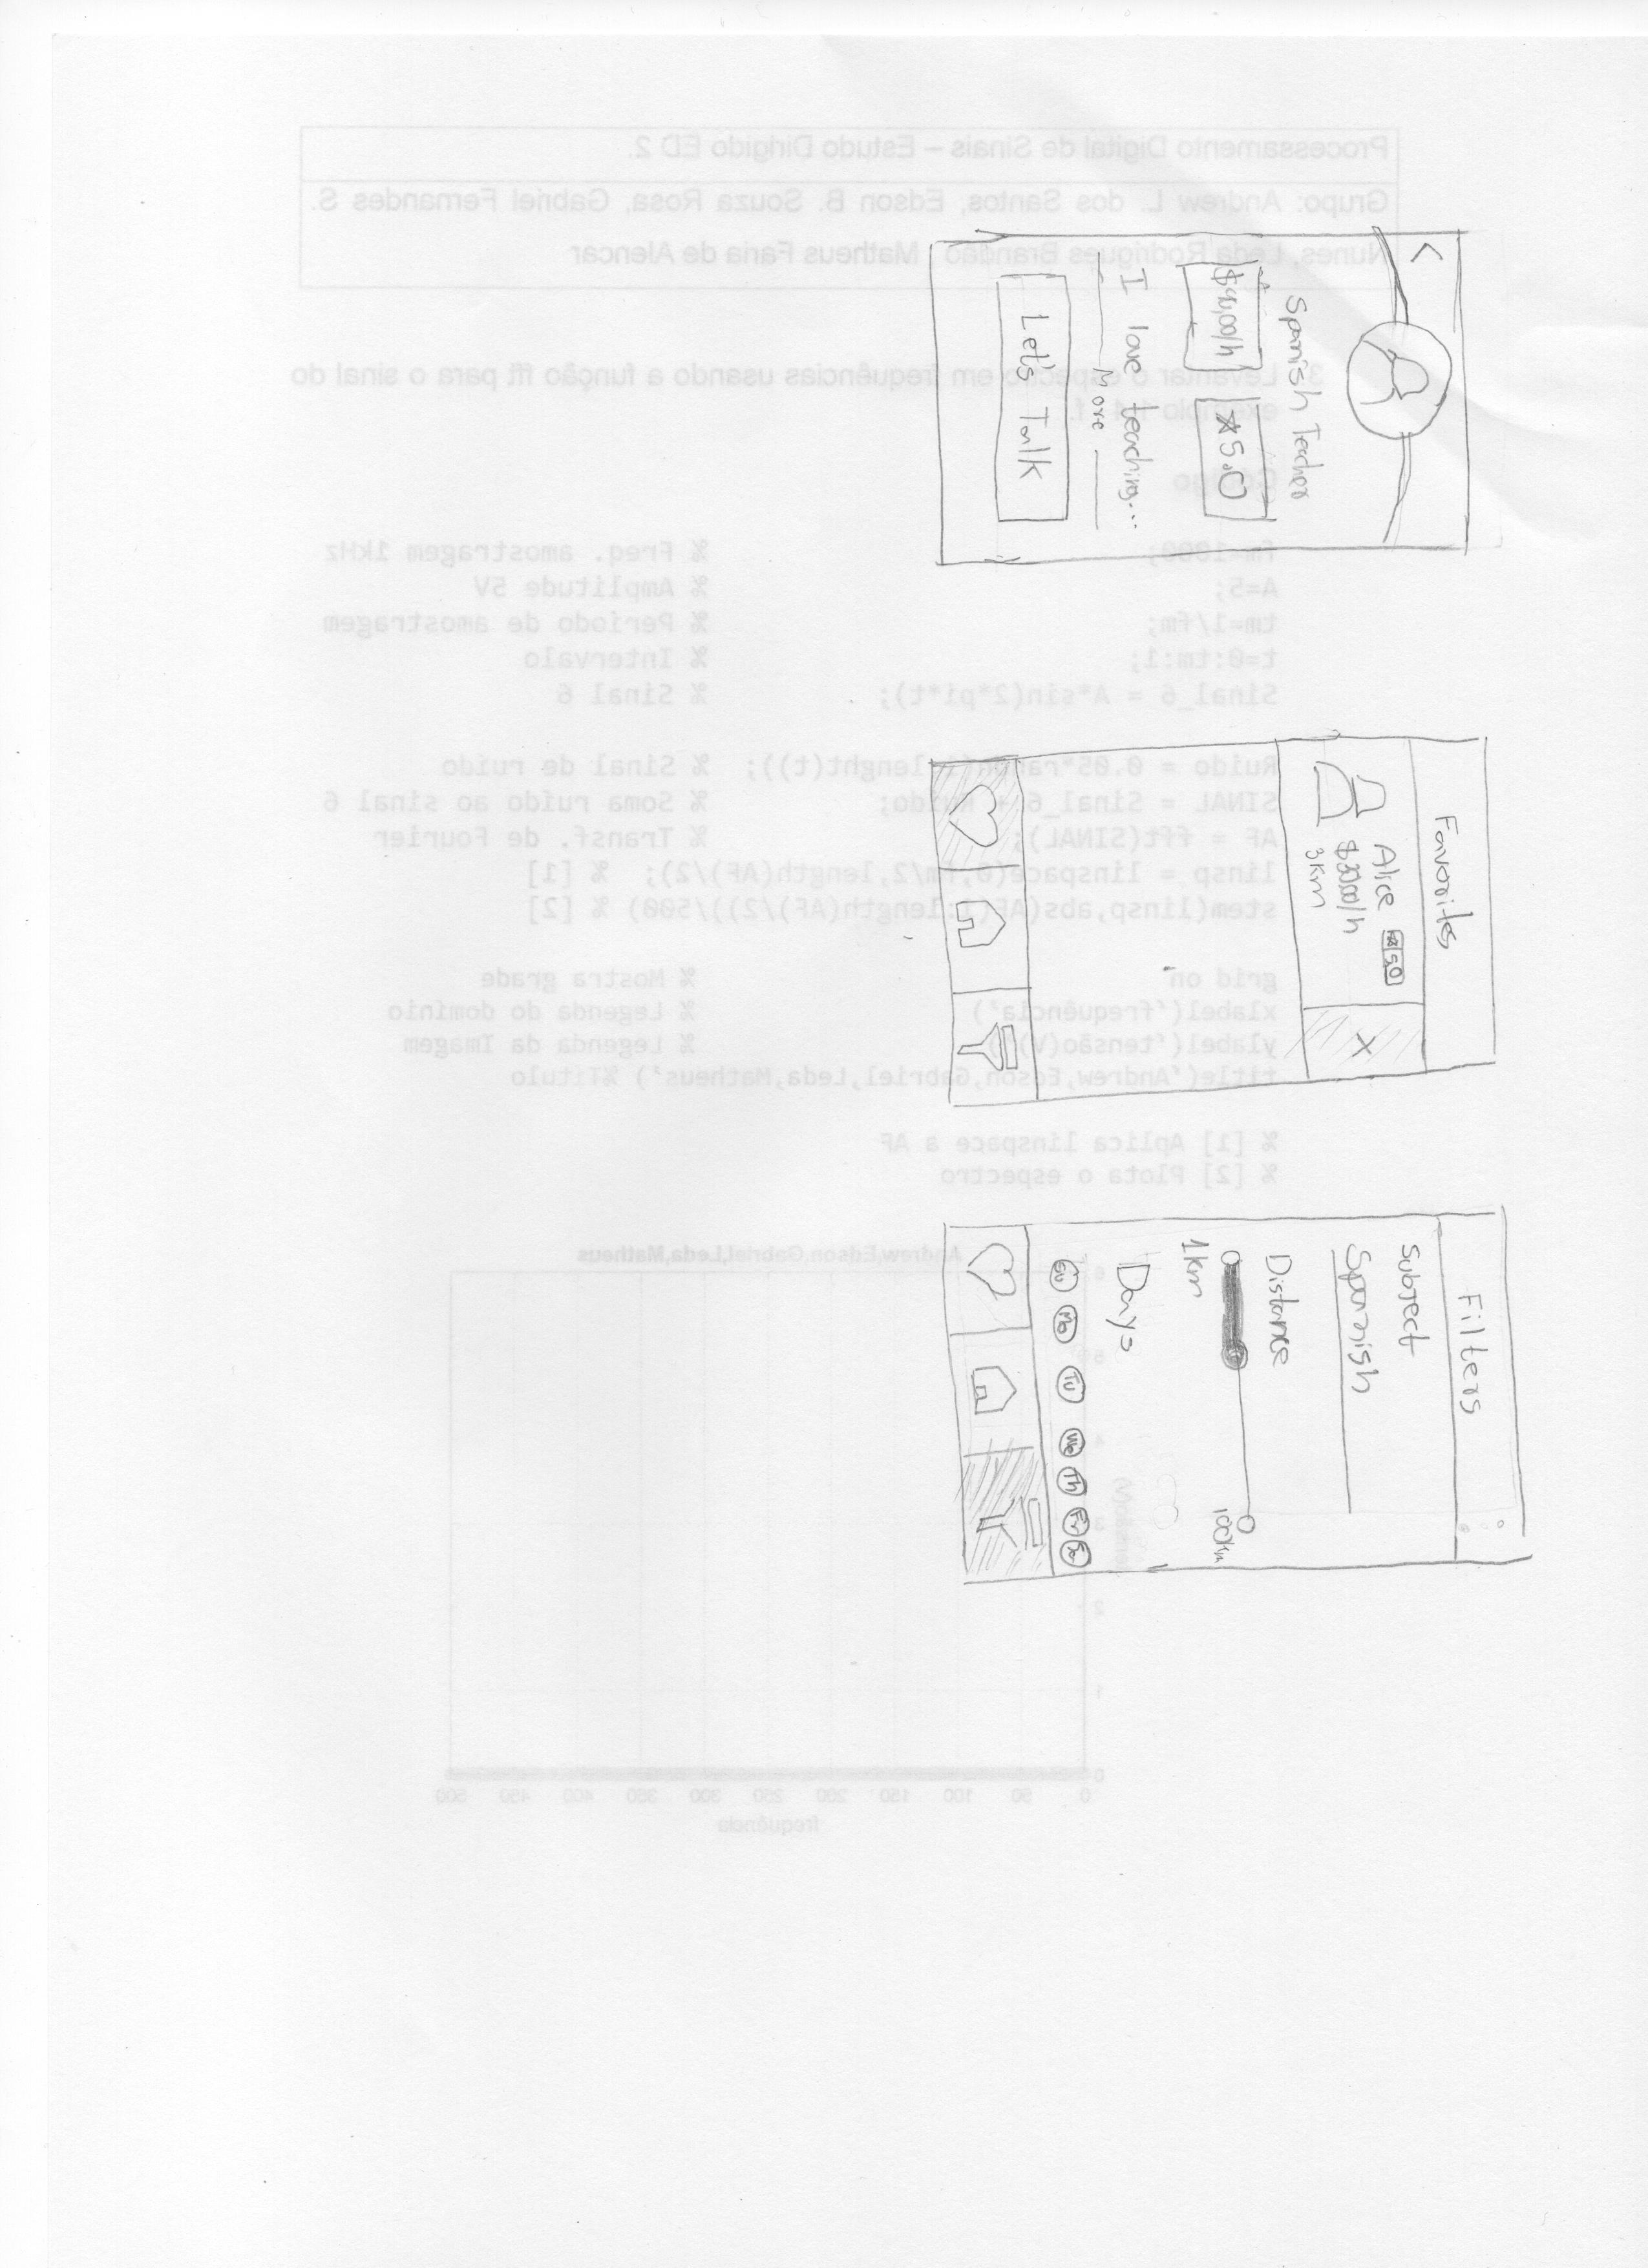 <
Spanish Teacher
$40,00/h
★5.0
I love teaching...
More
Let's Talk
Favorites
Alice ★5.0
$20,00/h
3Km
X
Filters
Subject
Spanish
Distance
1km
100Km
Days
Su Mo Tu We Th Fr Sa
Processamento Digital de Sinais – Estudo Dirigido ED 2.
Grupo: Andrew L. dos Santos, Edson B. Souza Rosa, Gabriel Fernandes S.
Nunes, Leda Rodrigues Brandão, Matheus Faria de Alencar
3 Levantar o espectro em frequências usando a função fft para o sinal do
exemplo
Código
fm=1000; % Freq. amostragem 1kHz
A=5; % Amplitude 5V
tm=1/fm; % Período de amostragem
t=0:tm:1; % Intervalo
Sinal_6 = A*sin(2*pi*t); % Sinal 6
Ruido = 0.05*randn(1,lenght(t)); % Sinal de ruído
SINAL = Sinal_6 + Ruido; % Soma ruído ao sinal 6
AF = fft(SINAL); % Transf. de Fourier
linsp = linspace(0,fm/2,length(AF)/2); % [1]
stem(linsp,abs(AF(1:length(AF)/2))/500) % [2]
grid on % Mostra grade
xlabel('frequência') % Legenda do domínio
ylabel('tensão(V)') % Legenda da Imagem
title('Andrew,Edson,Gabriel,Leda,Matheus') %Título
% [1] Aplica linspace a AF
% [2] Plota o espectro
Andrew,Edson,Gabriel,Leda,Matheus
6
5
4
3
2
1
0
0 50 100 150 200 250 300 350 400 450 500
frequência